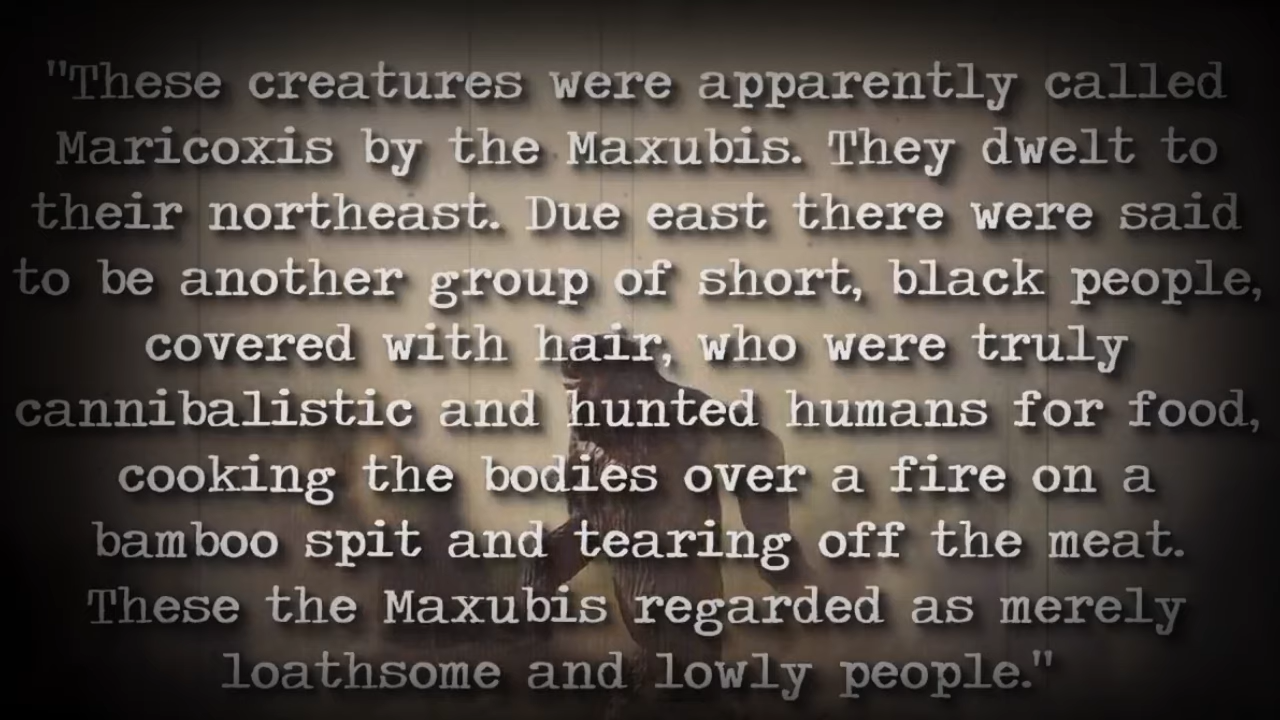 "These creatures were apparently called
Maricoxis by the Maxubis. They dwelt to
their northeast. Due east there were said
to be another group of short, black people,
covered with hair, who were truly
cannibalistic and hunted humans for food,
cooking the bodies over a fire on a
bamboo spit and tearing off the meat.
These the Maxubis regarded as merely
loathsome and lowly people."